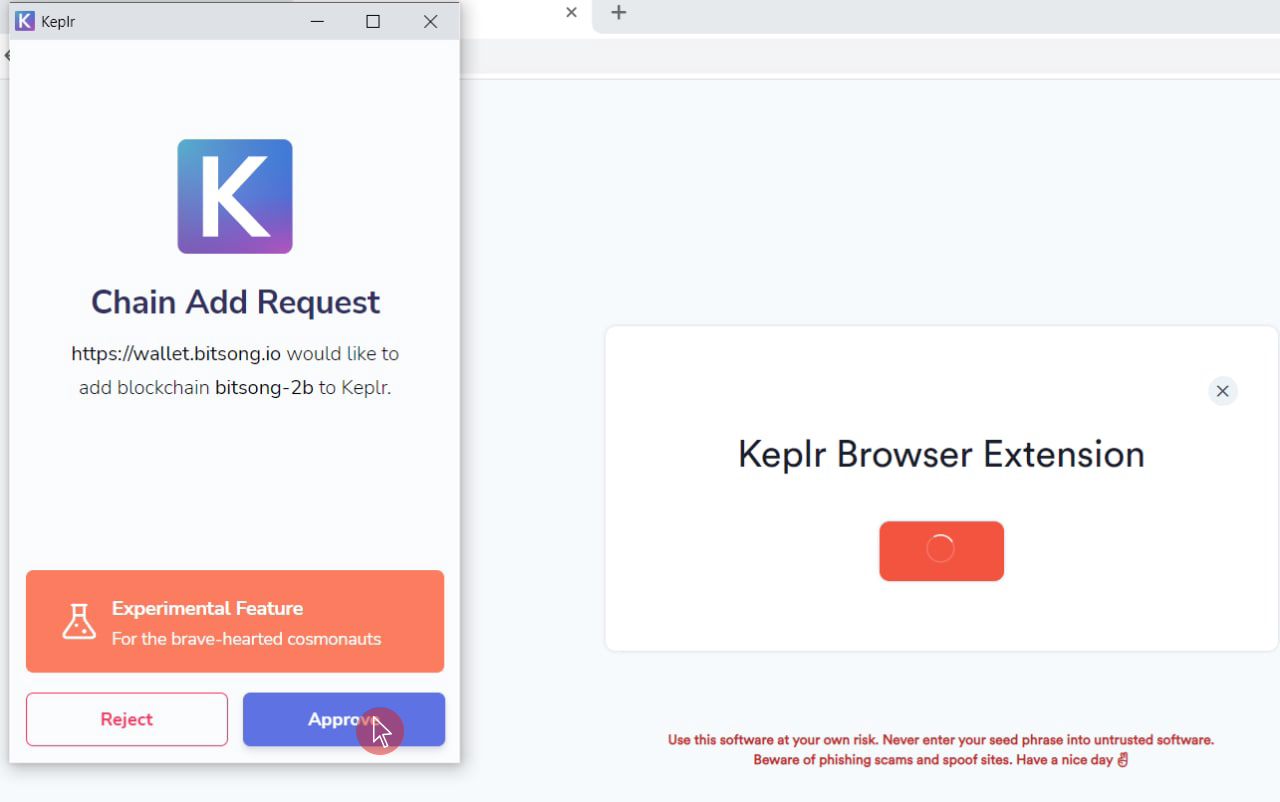 Keplr
K
Chain Add Request
https://wallet.bitsong.io would like to
add blockchain bitsong-2b to Keplr.
Experimental Feature
For the brave-hearted cosmonauts
Reject
Approve
Keplr Browser Extension
Use this software at your own risk. Never enter your seed phrase into untrusted software.
Beware of phishing scams and spoof sites. Have a nice day ✌